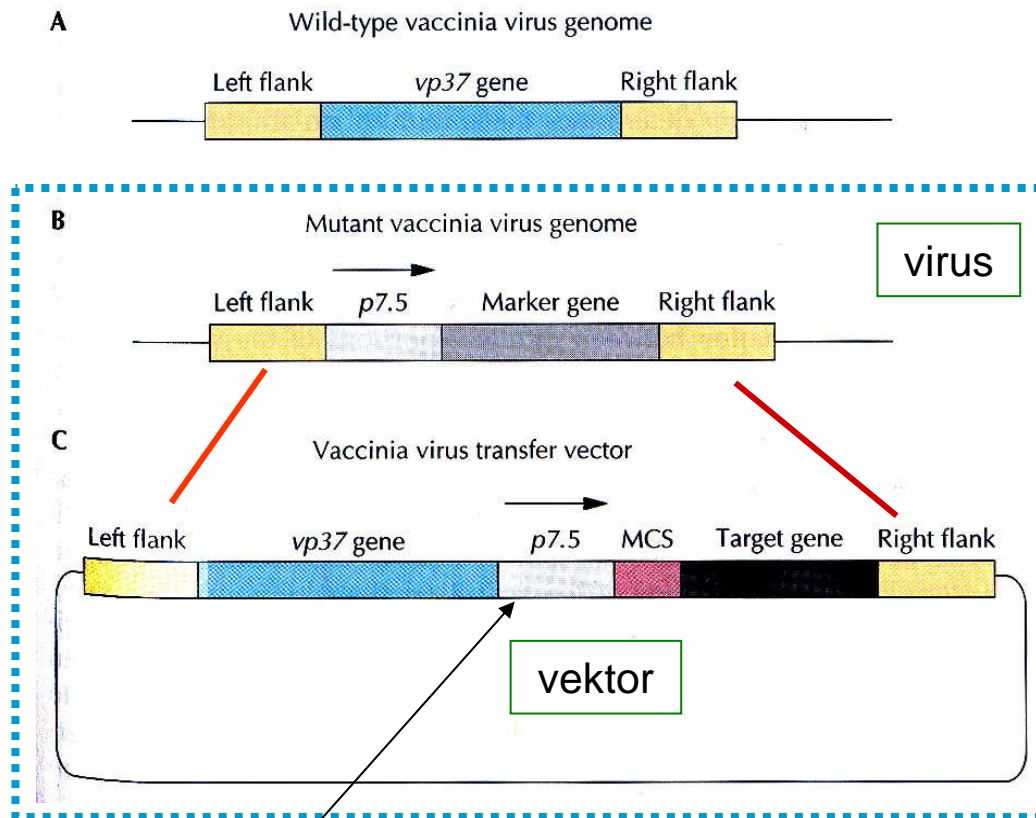 A Wild-type vaccinia virus genome
Left flank vp37 gene Right flank
B Mutant vaccinia virus genome
virus
Left flank p7.5 Marker gene Right flank
C Vaccinia virus transfer vector
Left flank vp37 gene p7.5 MCS Target gene Right flank
vektor